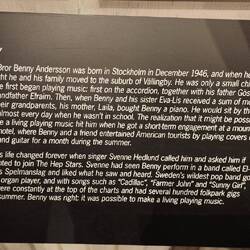 Bror Benny Andersson was born in Stockholm in December 1946, and when he
he and his family moved to the suburb of Vällingby. He was only a small ch
e first began playing music: first on the accordion, together with his father Gös
andfather Efraim. Then, when Benny and his sister Eva-Lis received a sum of m
their grandparents, his mother, Laila, bought Benny a piano. He would sit by th
almost every day when he wasn't in school. The realization that it might be possi
e a living playing music hit him when he got a short-term engagement at a moun
hotel, where Benny and a friend entertained American tourists by playing covers
and guitar for a month during the summer.
s life changed forever when singer Svenne Hedlund called him and asked him if
nted to join The Hep Stars. Svenne had seen Benny perform in a band called El-
s Spelmanslag and liked what he saw and heard. Sweden's wildest pop band go
organ player, and with songs such as "Cadillac", "Farmer John" and "Sunny Girl",
were constantly at the top of the charts and had several hundred folkpark gigs
summer. Benny was right: it was possible to make a living playing music.